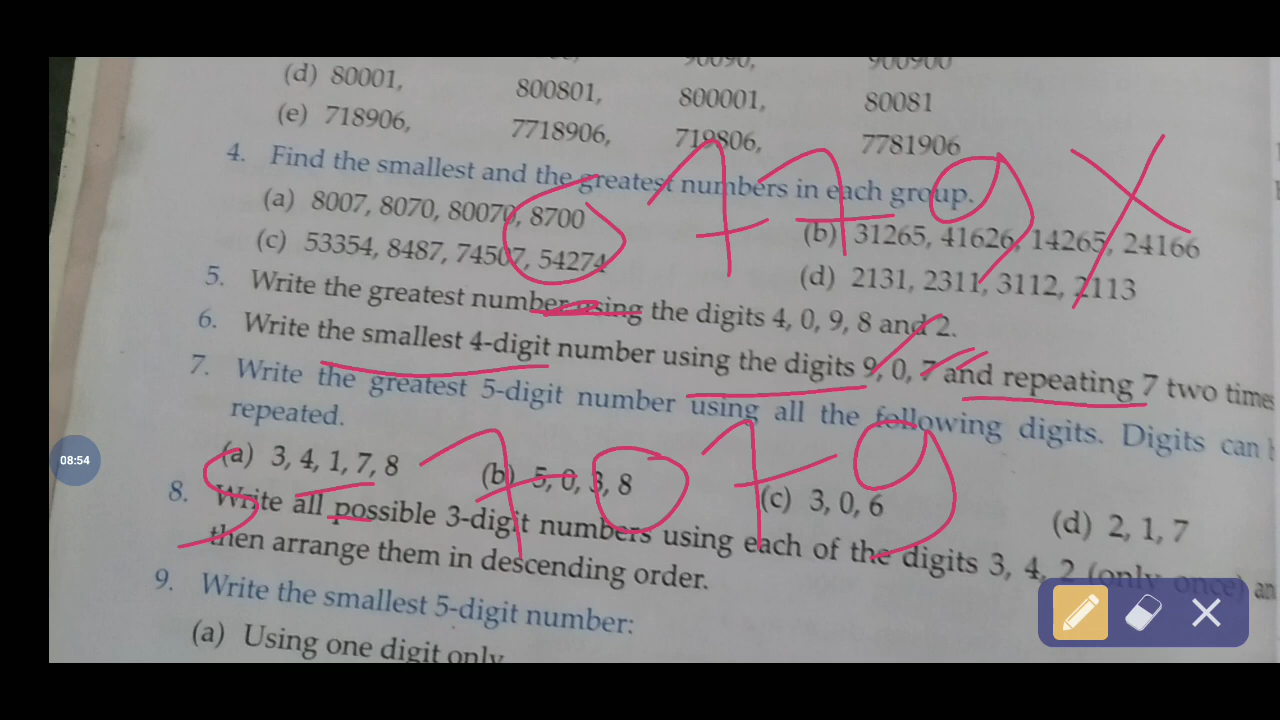 90090, 900900
(d) 80001, 800801, 800001, 80081
(e) 718906, 7718906, 719806, 7781906
4. Find the smallest and the greatest numbers in each group.
(a) 8007, 8070, 80070, 8700 (b) 31265, 41626, 14265, 24166
(c) 53354, 8487, 74507, 54274 (d) 2131, 2311, 3112, 2113
5. Write the greatest number using the digits 4, 0, 9, 8 and 2.
6. Write the smallest 4-digit number using the digits 9, 0, 7 and repeating 7 two times
7. Write the greatest 5-digit number using all the following digits. Digits can
repeated.
(a) 3, 4, 1, 7, 8 (b) 5, 0, 3, 8 (c) 3, 0, 6 (d) 2, 1, 7
8. Write all possible 3-digit numbers using each of the digits 3, 4, 2 (only once)
then arrange them in descending order.
9. Write the smallest 5-digit number:
(a) Using one digit only
0779 X
7079
08:54